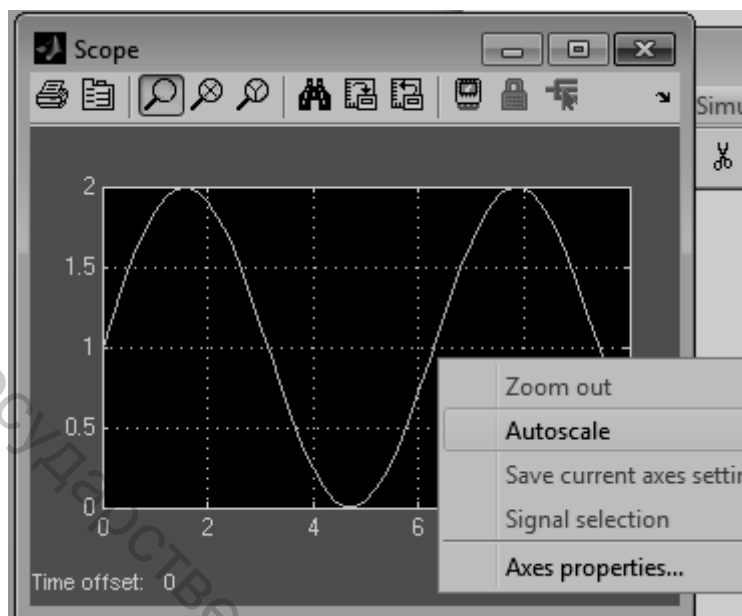 Scope
Simu
2
1.5
1
0.5
0
0 2 4 6
Zoom out
Autoscale
Save current axes settin
Signal selection
Axes properties...
Time offset: 0
осударстве